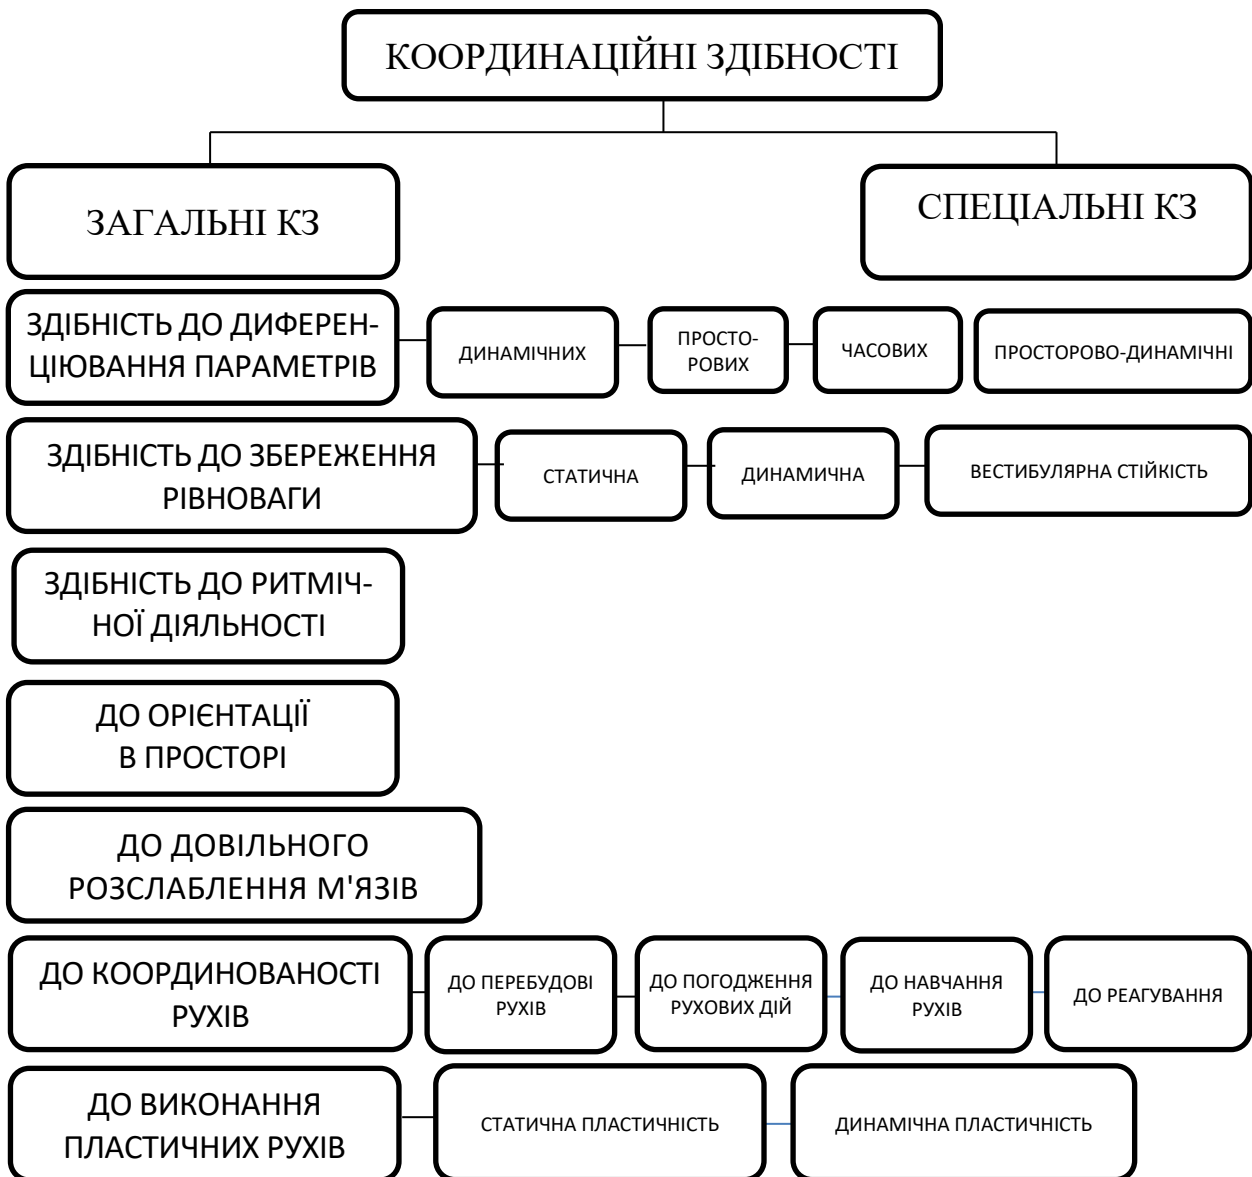 КООРДИНАЦІЙНІ ЗДІБНОСТІ
ЗАГАЛЬНІ КЗ
СПЕЦІАЛЬНІ КЗ
ЗДІБНІСТЬ ДО ДИФЕРЕН-
ЦІЮВАННЯ ПАРАМЕТРІВ
ДИНАМІЧНИХ
ПРОСТО-
РОВИХ
ЧАСОВИХ
ПРОСТОРОВО-ДИНАМІЧНІ
ЗДІБНІСТЬ ДО ЗБЕРЕЖЕННЯ
РІВНОВАГИ
СТАТИЧНА
ДИНАМИЧНА
ВЕСТИБУЛЯРНА СТІЙКІСТЬ
ЗДІБНІСТЬ ДО РИТМІЧ-
НОЇ ДІЯЛЬНОСТІ
ДО ОРІЄНТАЦІЇ
В ПРОСТОРІ
ДО ДОВІЛЬНОГО
РОЗСЛАБЛЕННЯ М'ЯЗІВ
ДО КООРДИНОВАНОСТІ
РУХІВ
ДО ПЕРЕБУДОВІ
РУХІВ
ДО ПОГОДЖЕННЯ
РУХОВИХ ДІЙ
ДО НАВЧАННЯ
РУХІВ
ДО РЕАГУВАННЯ
ДО ВИКОНАННЯ
ПЛАСТИЧНИХ РУХІВ
СТАТИЧНА ПЛАСТИЧНІСТЬ
ДИНАМІЧНА ПЛАСТИЧНІСТЬ